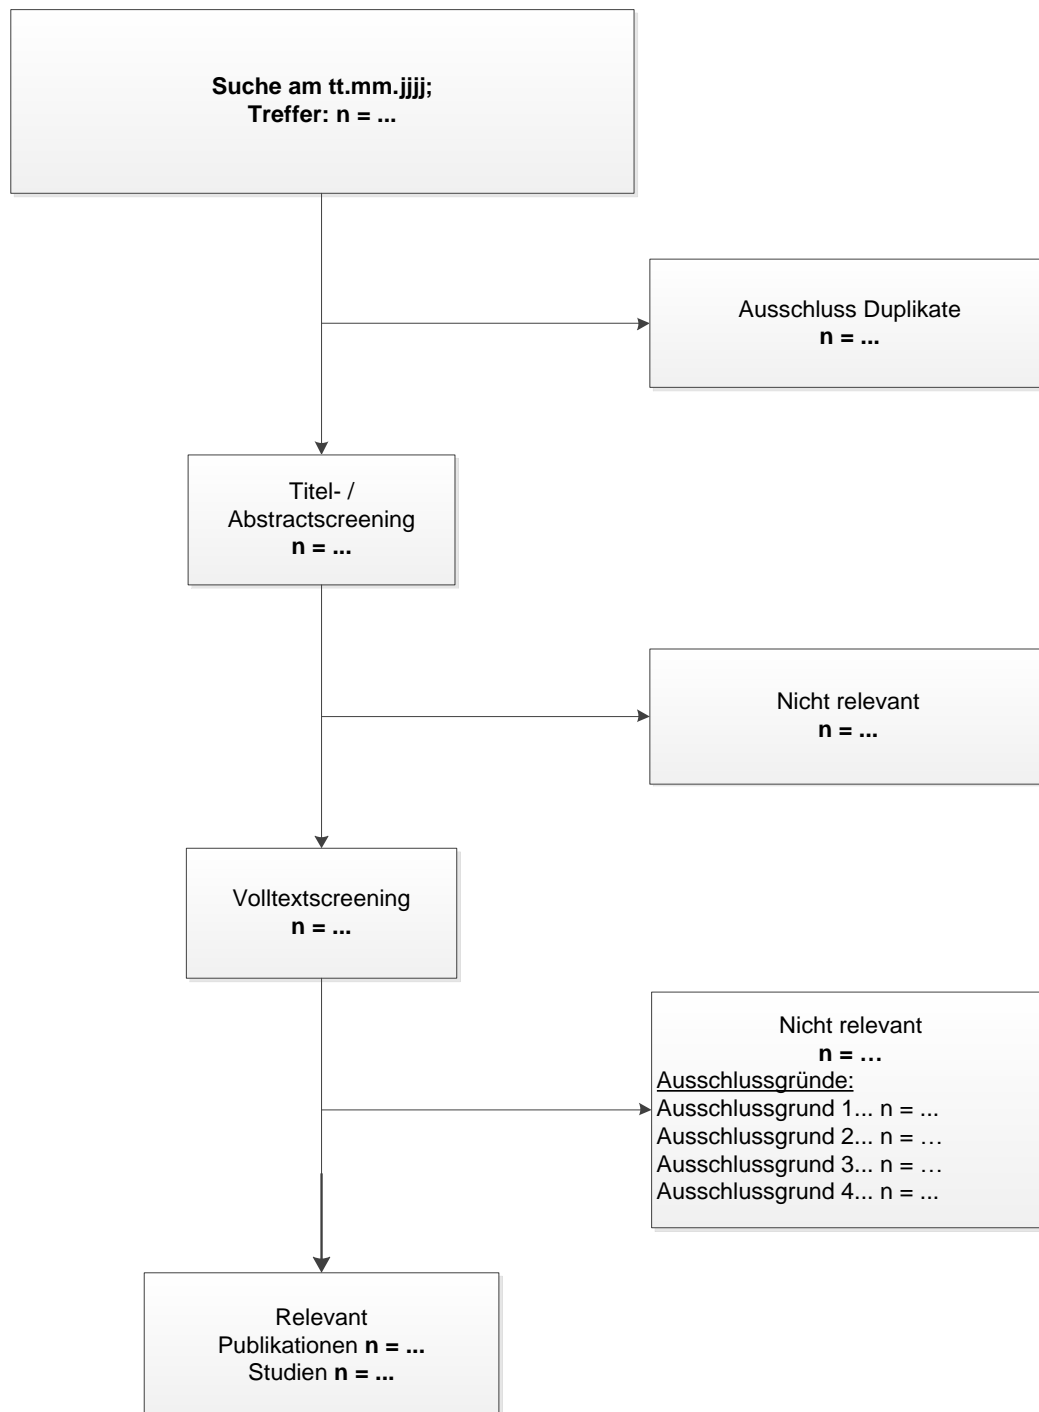 Suche am tt.mm.jjjj;
Treffer: n = ...
Ausschluss Duplikate
n = ...
Titel- /
Abstractscreening
n = ...
Nicht relevant
n = ...
Volltextscreening
n = ...
Nicht relevant
n = …
Ausschlussgründe:
Ausschlussgrund 1... n = ...
Ausschlussgrund 2... n = …
Ausschlussgrund 3... n = …
Ausschlussgrund 4... n = ...
Relevant
Publikationen n = ...
Studien n = ...